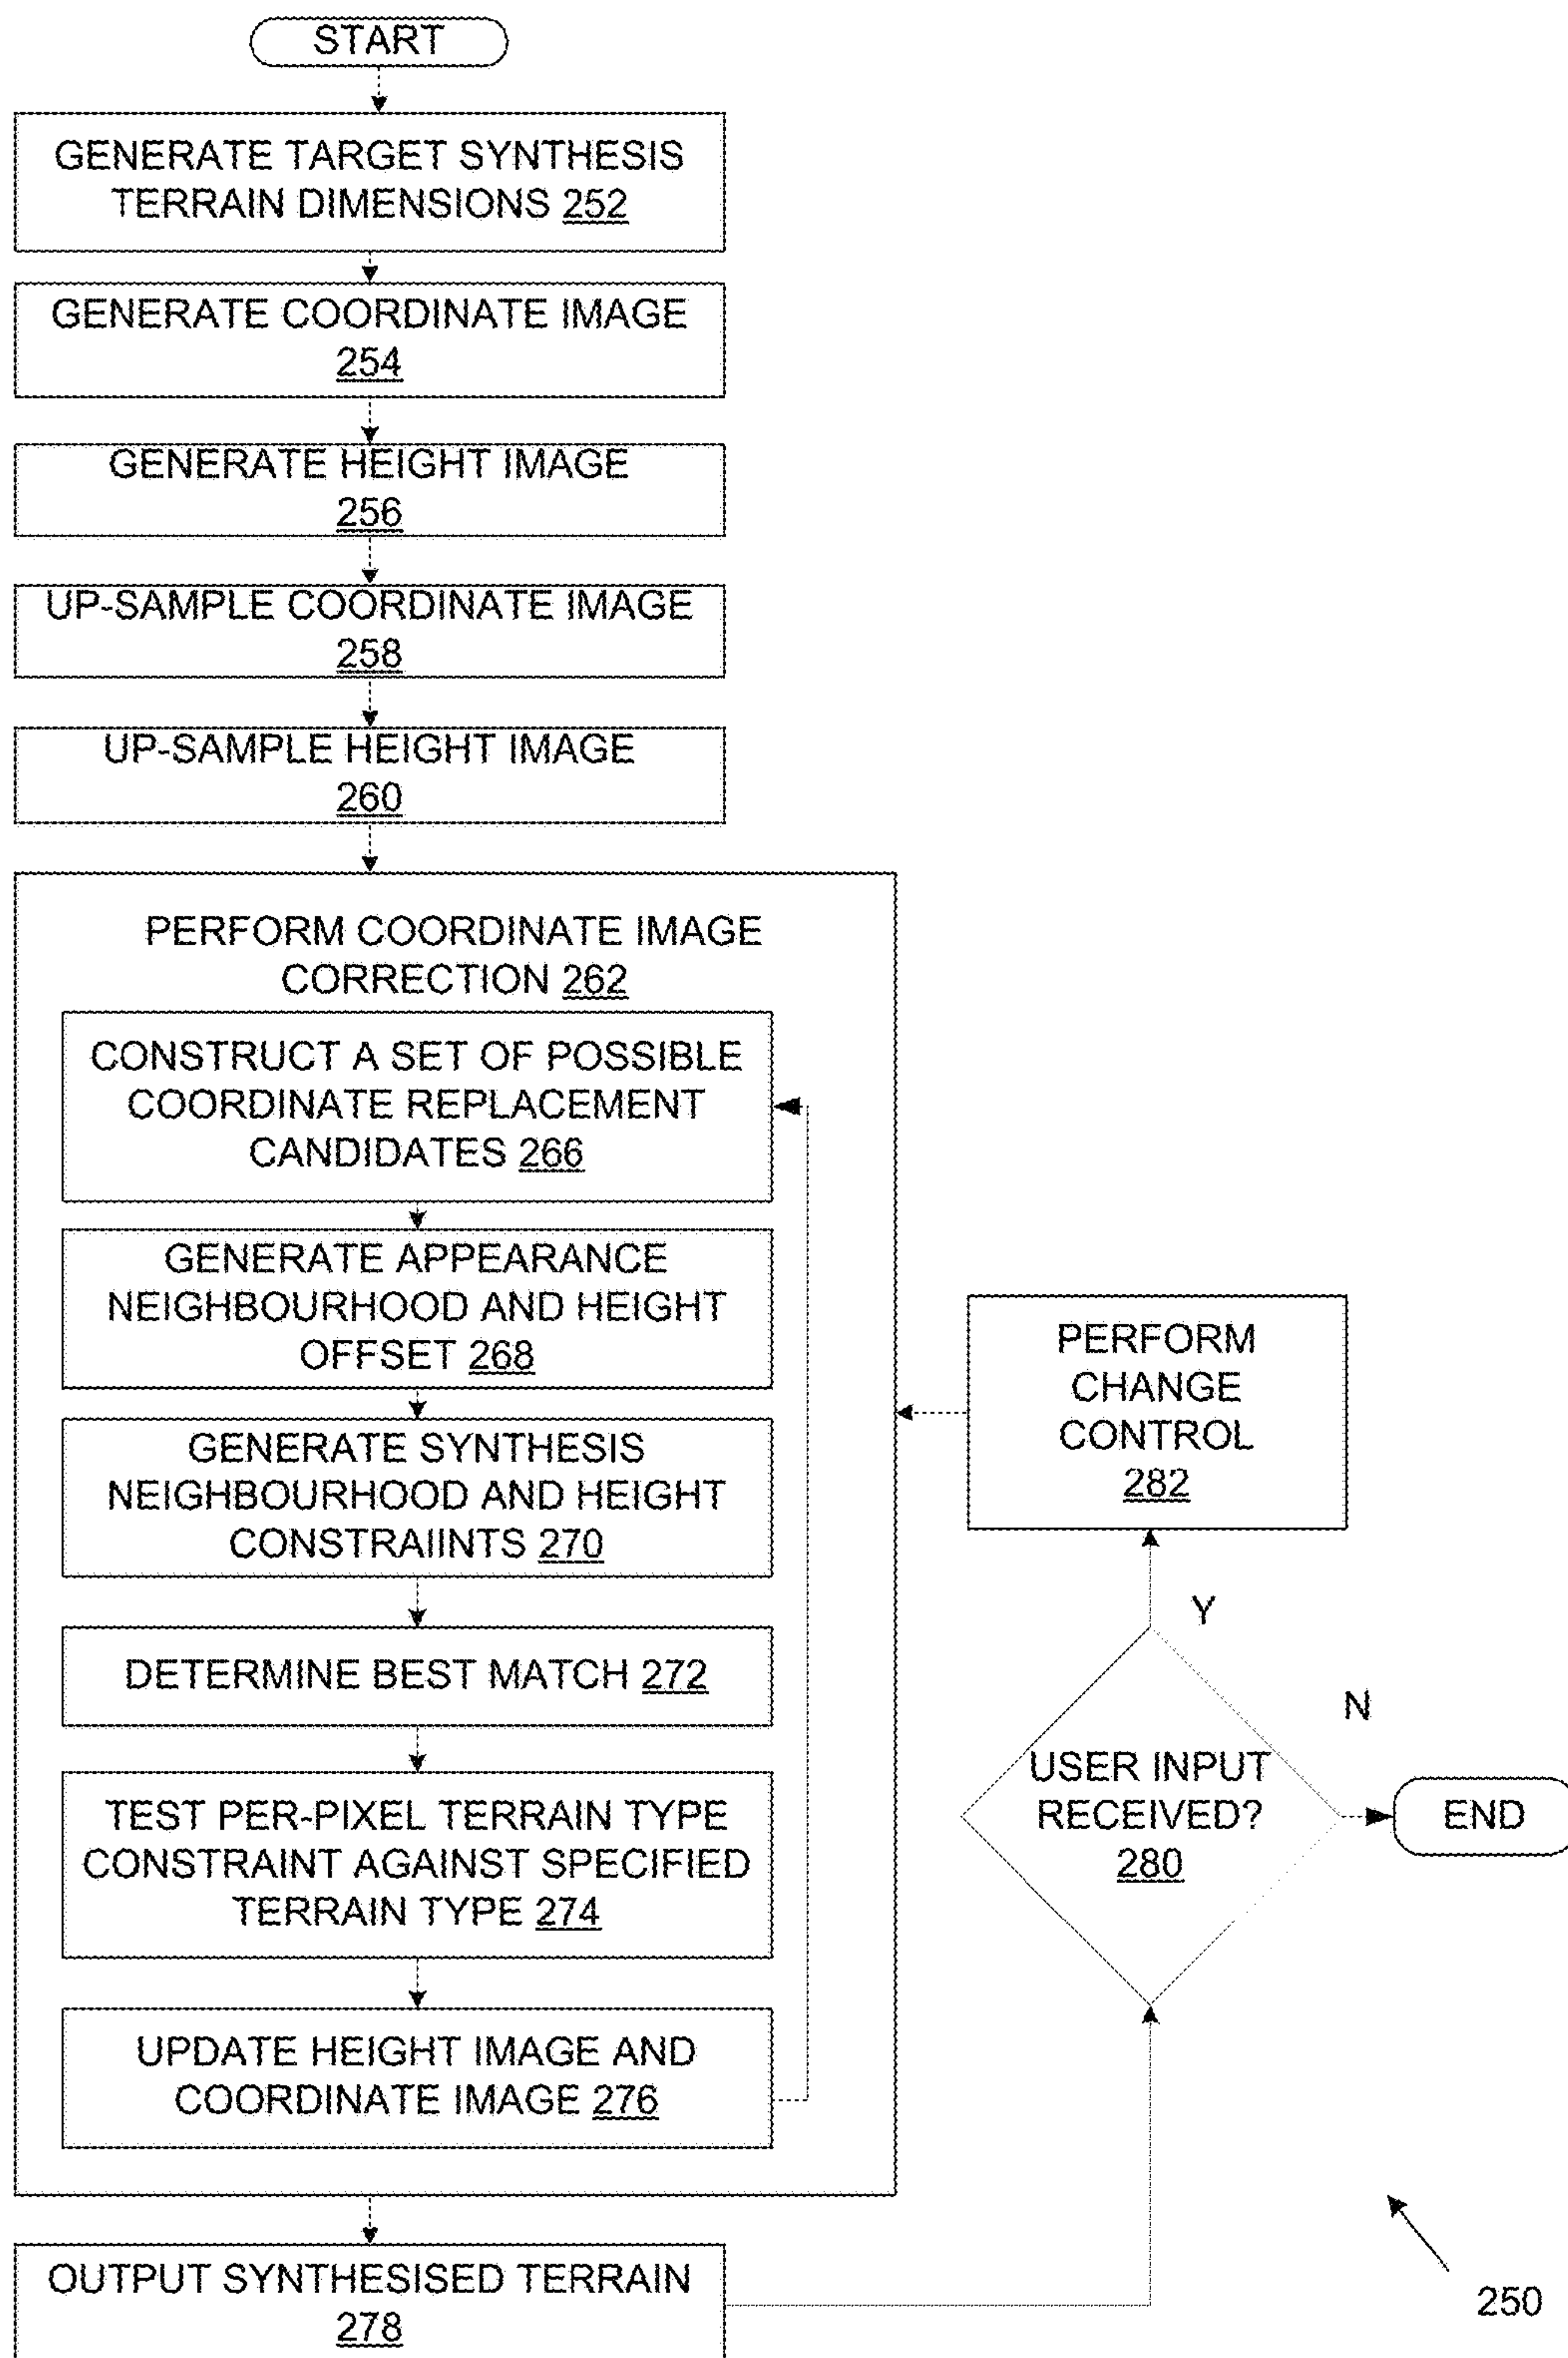 START
GENERATE TARGET SYNTHESIS
TERRAIN DIMENSIONS 252
GENERATE COORDINATE IMAGE
254
GENERATE HEIGHT IMAGE
256
UP-SAMPLE COORDINATE IMAGE
258
UP-SAMPLE HEIGHT IMAGE
260
PERFORM COORDINATE IMAGE
CORRECTION 262
CONSTRUCT A SET OF POSSIBLE
COORDINATE REPLACEMENT
CANDIDATES 266
GENERATE APPEARANCE
NEIGHBOURHOOD AND HEIGHT
OFFSET 268
GENERATE SYNTHESIS
NEIGHBOURHOOD AND HEIGHT
CONSTRAIINTS 270
DETERMINE BEST MATCH 272
TEST PER-PIXEL TERRAIN TYPE
CONSTRAINT AGAINST SPECIFIED
TERRAIN TYPE 274
UPDATE HEIGHT IMAGE AND
COORDINATE IMAGE 276
OUTPUT SYNTHESISED TERRAIN
278
PERFORM
CHANGE
CONTROL
282
Y
N
USER INPUT
RECEIVED?
280
END
250